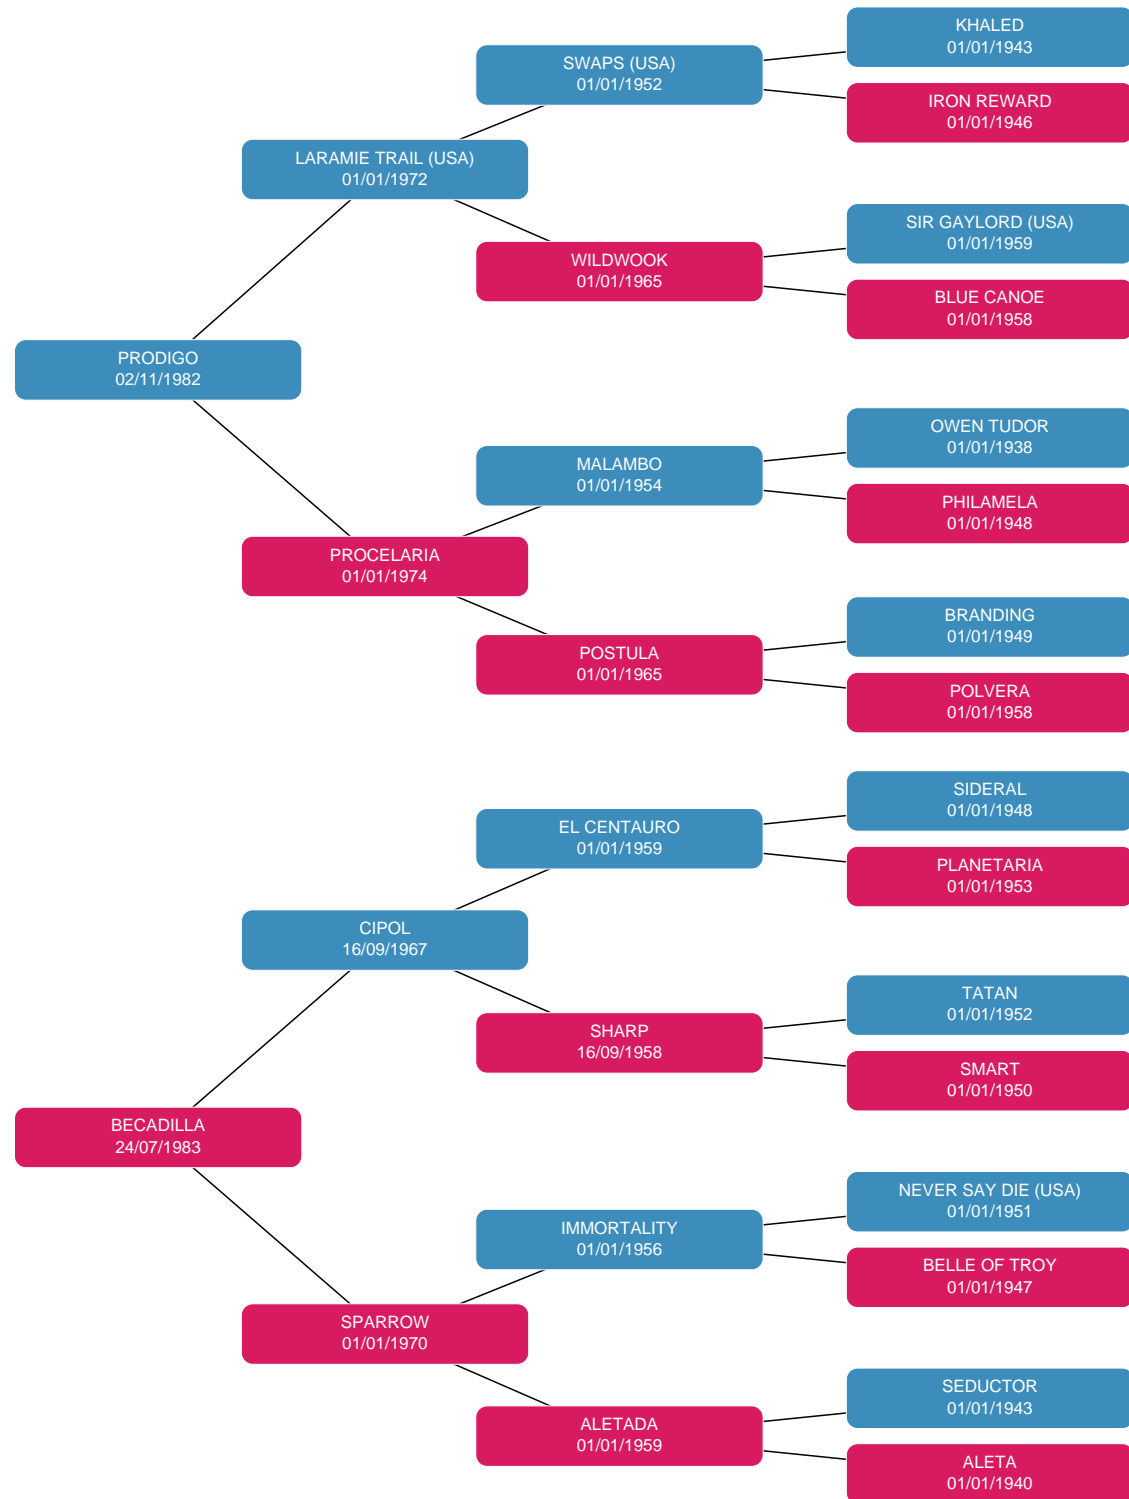 KHALED
01/01/1943
SWAPS (USA)
01/01/1952
IRON REWARD
01/01/1946
LARAMIE TRAIL (USA)
01/01/1972
SIR GAYLORD (USA)
01/01/1959
WILDWOOK
01/01/1965
BLUE CANOE
01/01/1958
PRODIGO
02/11/1982
OWEN TUDOR
01/01/1938
MALAMBO
01/01/1954
PHILAMELA
01/01/1948
PROCELARIA
01/01/1974
BRANDING
01/01/1949
POSTULA
01/01/1965
POLVERA
01/01/1958
SIDERAL
01/01/1948
EL CENTAURO
01/01/1959
PLANETARIA
01/01/1953
CIPOL
16/09/1967
TATAN
01/01/1952
SHARP
16/09/1958
SMART
01/01/1950
BECADILLA
24/07/1983
NEVER SAY DIE (USA)
01/01/1951
IMMORTALITY
01/01/1956
BELLE OF TROY
01/01/1947
SPARROW
01/01/1970
SEDUCTOR
01/01/1943
ALETADA
01/01/1959
ALETA
01/01/1940